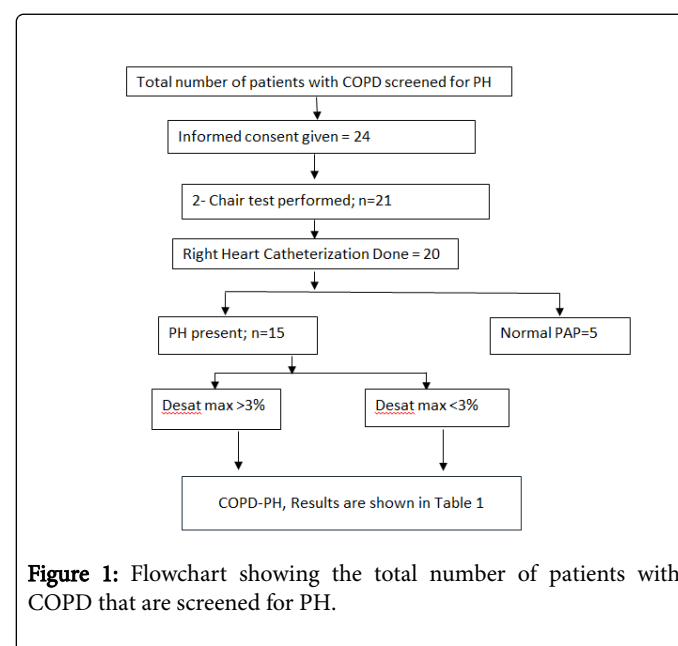 Total number of patients with COPD screened for PH
Informed consent given = 24
2- Chair test performed; n=21
Right Heart Catheterization Done = 20
PH present; n=15
Normal PAP=5
Desat max >3%
Desat max <3%
COPD-PH, Results are shown in Table 1
Figure 1: Flowchart showing the total number of patients with
COPD that are screened for PH.